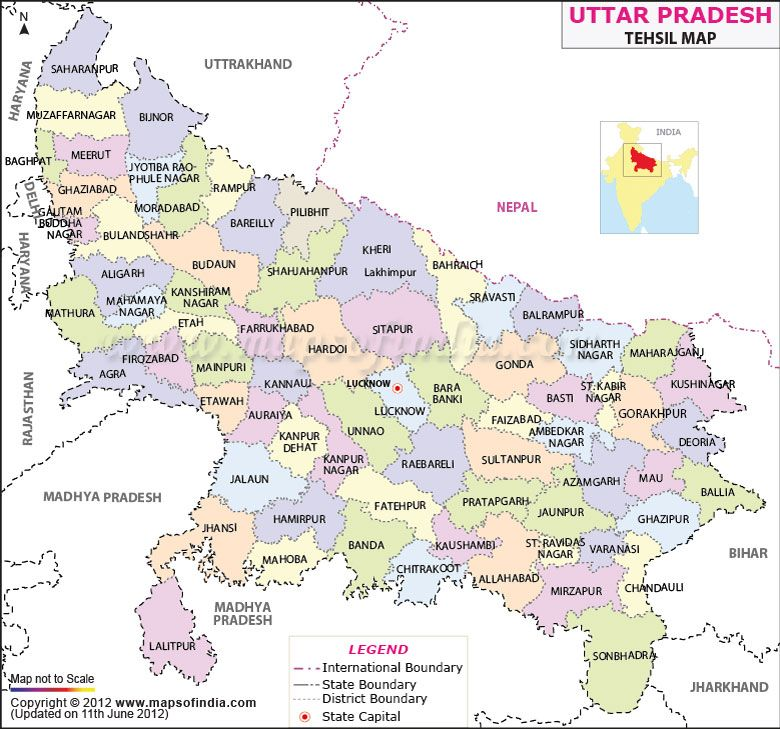 UTTAR PRADESH
TEHSIL MAP
N
INDIA
HARYANA
UTTRAKHAND
DELHI
HARYANA
RAJASTHAN
NEPAL
MADHYA PRADESH
MADHYA
PRADESH
BIHAR
JHARKHAND
SAHARANPUR
MUZAFFARNAGAR
BIJNOR
BAGHPAT
MEERUT
JYOTIBA RAO-
PHULE NAGAR
GHAZIABAD
MORADABAD
RAMPUR
GAUTAM
BUDDHA
NAGAR
BULANDSHAHR
BAREILLY
PILIBHIT
ALIGARH
BUDAUN
SHAHJAHANPUR
KHERI
Lakhimpur
BAHRAICH
SRAVASTI
BALRAMPUR
MATHURA
MAHAMAYA
NAGAR
KANSHIRAM
NAGAR
ETAH
FARRUKHABAD
HARDOI
SITAPUR
SIDHARTH
NAGAR
MAHARAJGANJ
AGRA
FIROZABAD
MAINPURI
KANNAUJ
LUCKNOW
LUCKNOW
BARA
BANKI
GONDA
BASTI
ST. KABIR
NAGAR
KUSHINAGAR
ETAWAH
AURAIYA
UNNAO
FAIZABAD
AMBEDKAR
NAGAR
GORAKHPUR
DEORIA
KANPUR
DEHAT
KANPUR
NAGAR
RAEBARELI
SULTANPUR
AZAMGARH
MAU
BALLIA
JALAUN
HAMIRPUR
FATEHPUR
PRATAPGARH
JAUNPUR
GHAZIPUR
JHANSI
MAHOBA
BANDA
CHITRAKOOT
KAUSHAMBI
ALLAHABAD
ST. RAVIDAS
NAGAR
VARANASI
CHANDAULI
MIRZAPUR
LALITPUR
SONBHADRA
LEGEND
International Boundary
State Boundary
District Boundary
State Capital
Map not to Scale
Copyright © 2012 www.mapsofindia.com
(Updated on 11th June 2012)